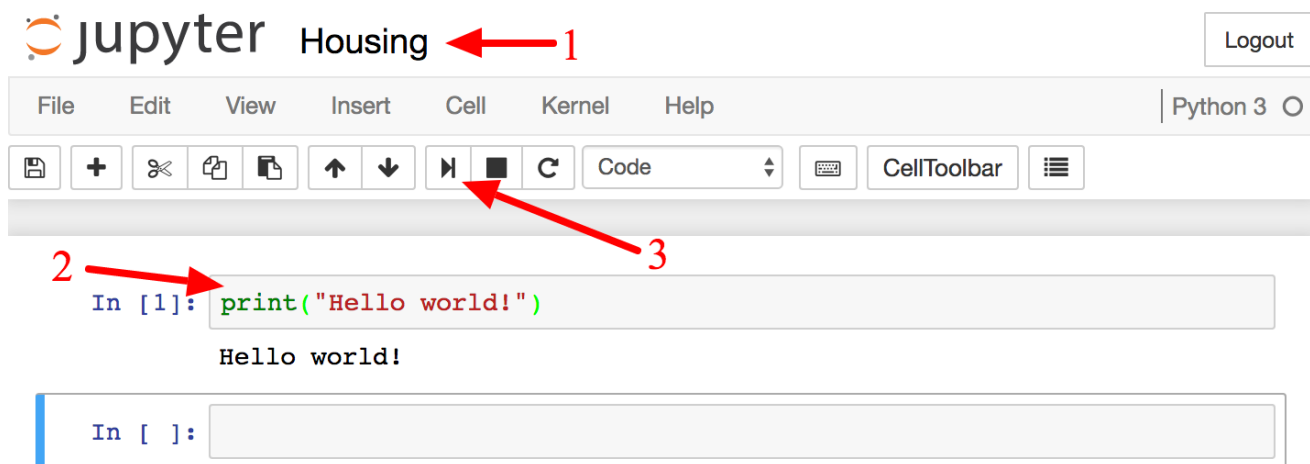 jupyter Housing 1 Logout
File Edit View Insert Cell Kernel Help Python 3
Code CellToolbar
3
2
In [1]: print("Hello world!")
Hello world!
In [ ]: